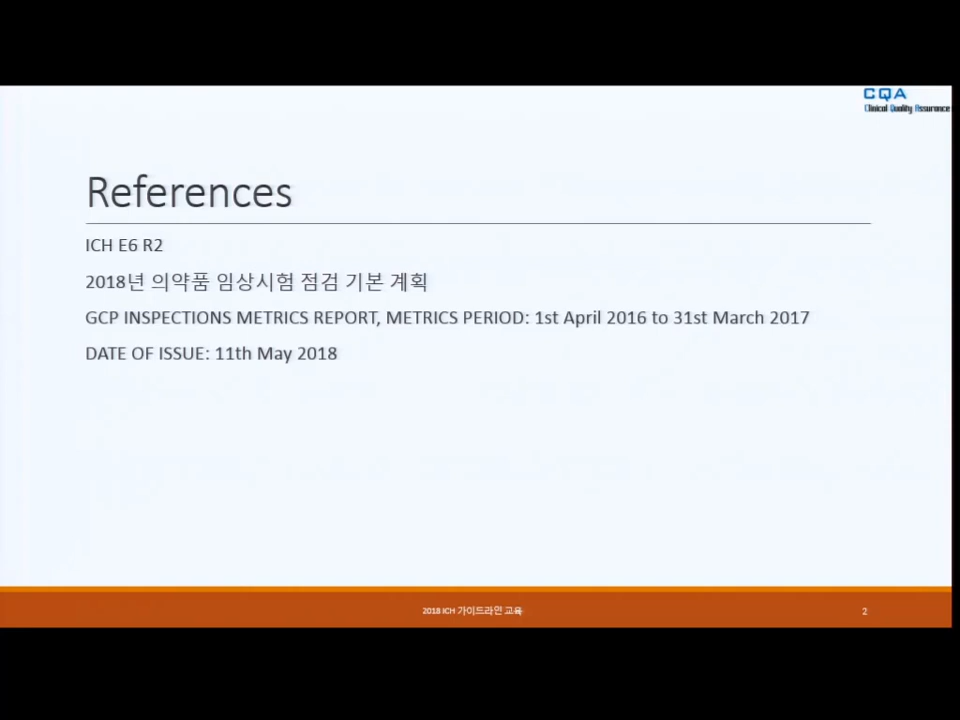 CQA
Clinical Quality Assurance
References
ICH E6 R2
2018년 의약품 임상시험 점검 기본 계획
GCP INSPECTIONS METRICS REPORT, METRICS PERIOD: 1st April 2016 to 31st March 2017
DATE OF ISSUE: 11th May 2018
2018 ICH 가이드라인 교육
2